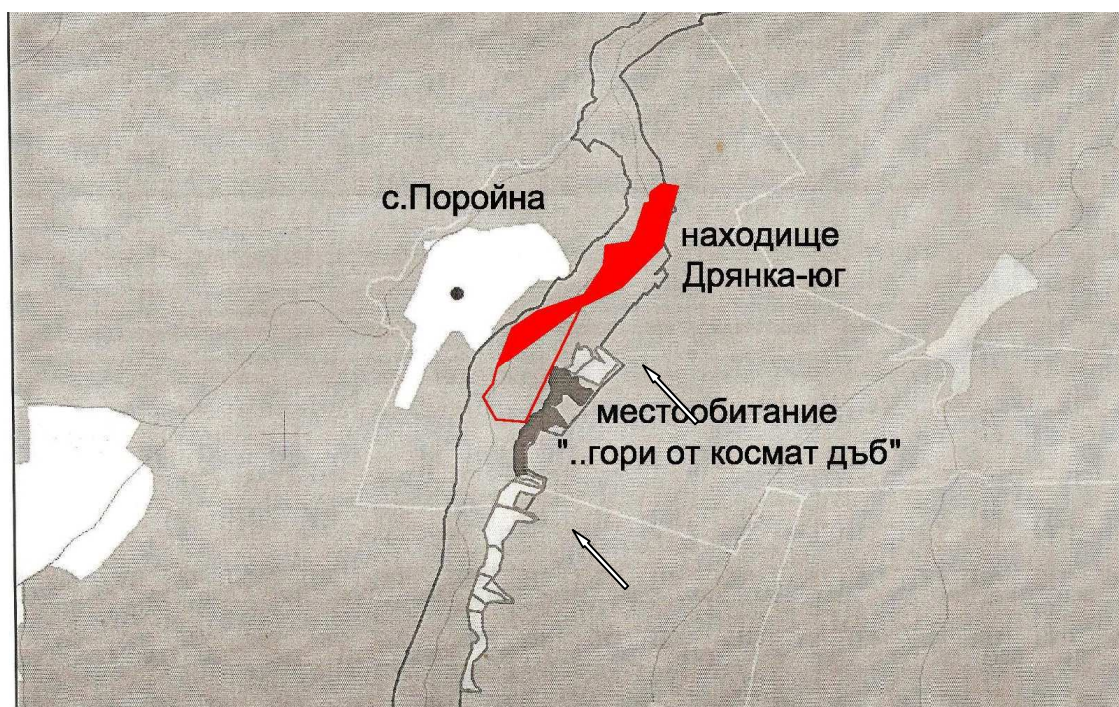 с.Поройна
находище
Дрянка-юг
местообитание
"..гори от космат дъб"